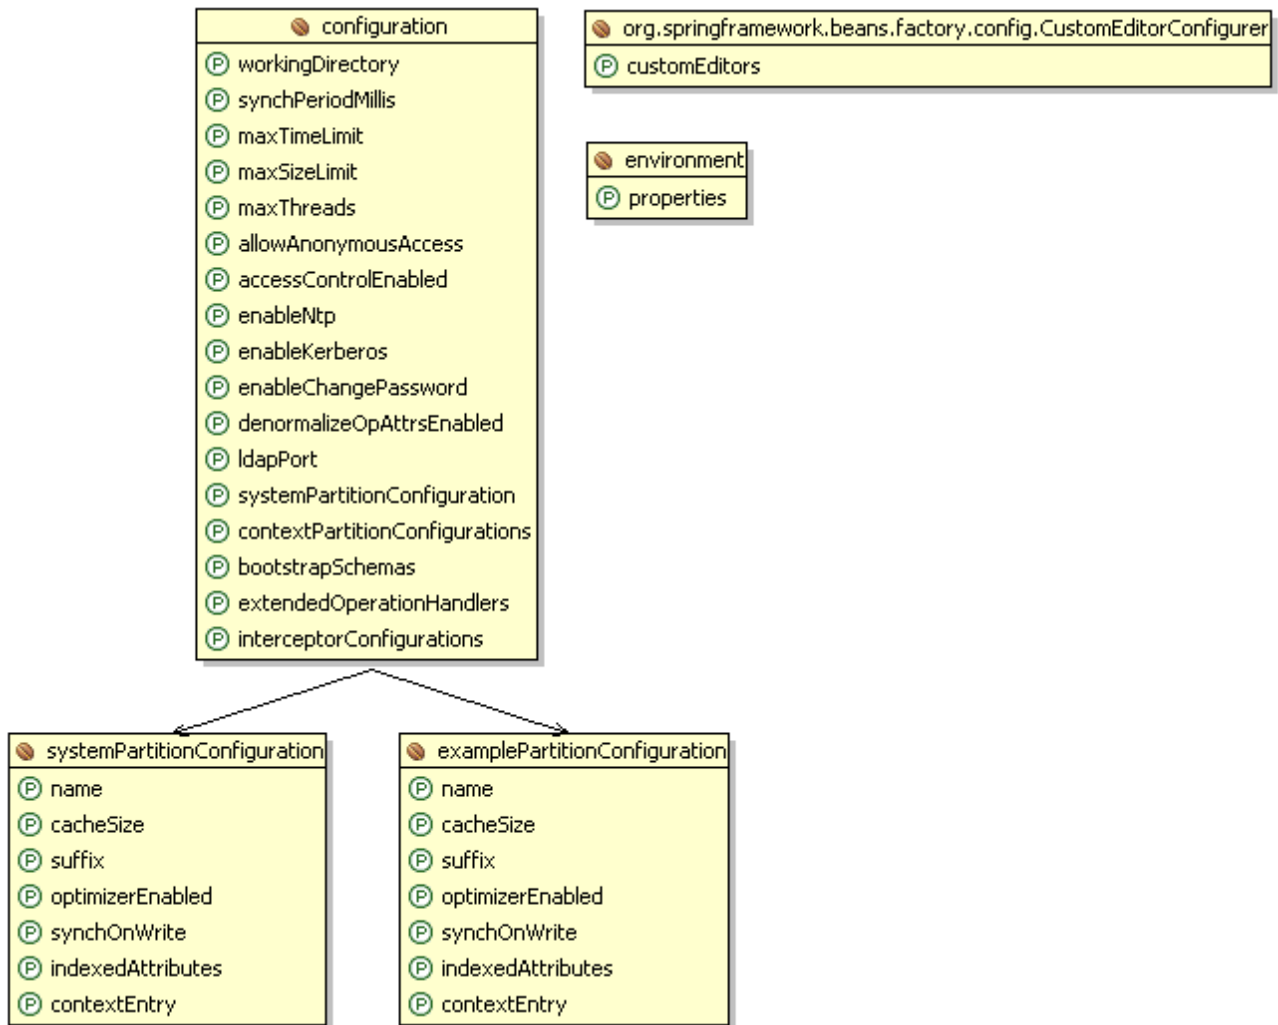 configuration
P workingDirectory
P synchPeriodMillis
P maxTimeLimit
P maxSizeLimit
P maxThreads
P allowAnonymousAccess
P accessControlEnabled
P enableNtp
P enableKerberos
P enableChangePassword
P denormalizeOpAttrsEnabled
P ldapPort
P systemPartitionConfiguration
P contextPartitionConfigurations
P bootstrapSchemas
P extendedOperationHandlers
P interceptorConfigurations
org.springframework.beans.factory.config.CustomEditorConfigurer
P customEditors
environment
P properties
systemPartitionConfiguration
P name
P cacheSize
P suffix
P optimizerEnabled
P synchOnWrite
P indexedAttributes
P contextEntry
examplePartitionConfiguration
P name
P cacheSize
P suffix
P optimizerEnabled
P synchOnWrite
P indexedAttributes
P contextEntry